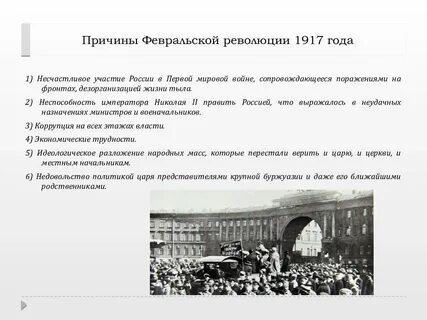 Причины Февральской революции 1917 года
1) Несчастливое участие России в Первой мировой войне, сопровождающееся поражениями на
фронтах, дезорганизацией жизни тыла.
2) Неспособность императора Николая II править Россией, что выражалось в неудачных
назначениях министров и военачальников.
3) Коррупция на всех этажах власти.
4) Экономические трудности.
5) Идеологическое разложение народных масс, которые перестали верить и царю, и церкви, и
местным начальникам.
6) Недовольство политикой царя представителями крупной буржуазии и даже его ближайшими
родственниками.